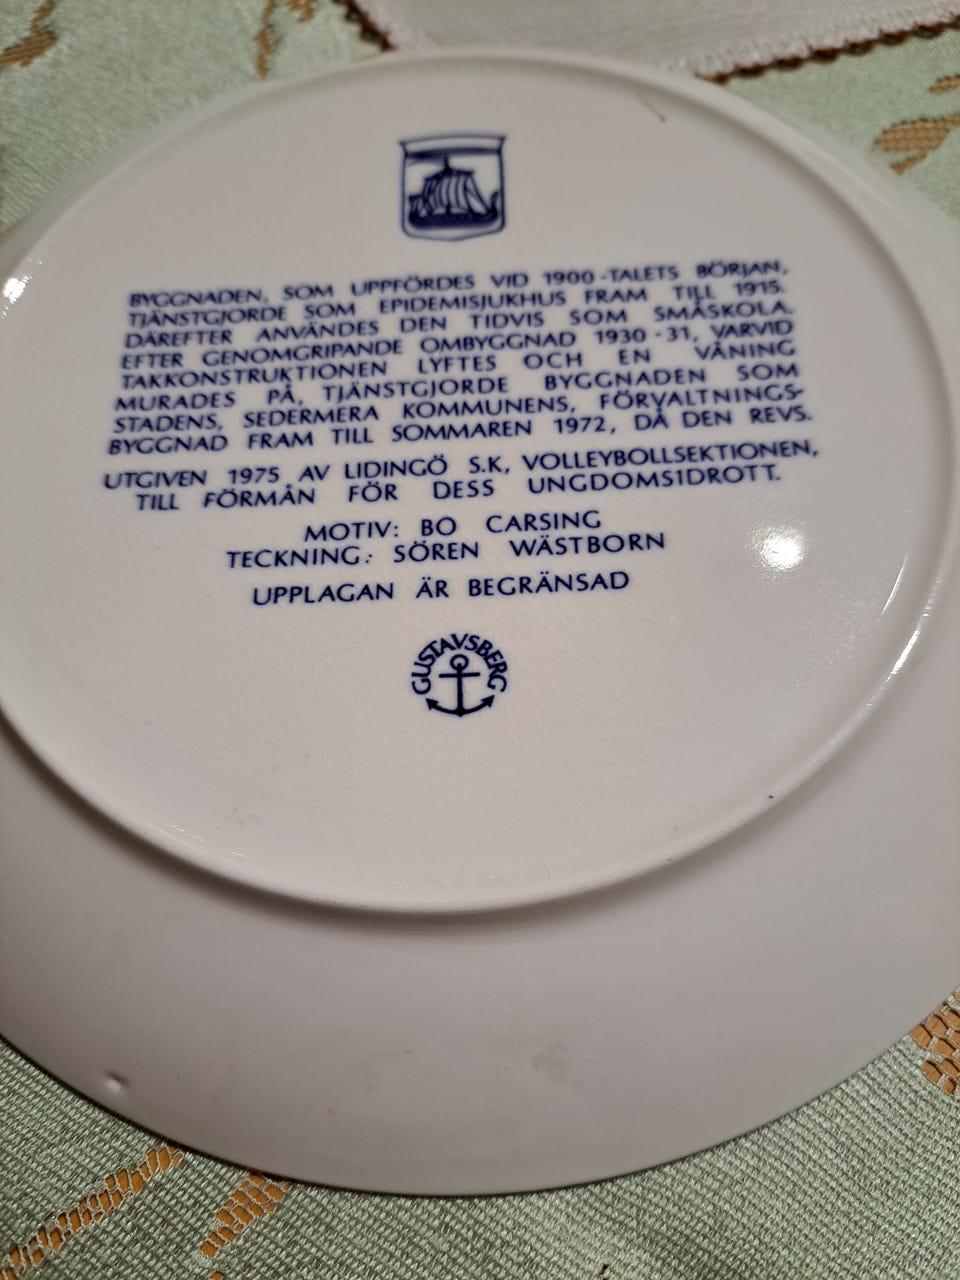 BYGGNADEN, SOM UPPFÖRDES VID 1900-TALETS BÖRJAN,
TJÄNSTGJORDE SOM EPIDEMISJUKHUS FRAM TILL 1915.
DÄREFTER ANVÄNDES DEN TIDVIS SOM SMÅSKOLA.
EFTER GENOMGRIPANDE OMBYGGNAD 1930-31, VARVID
TAKKONSTRUKTIONEN LYFTES OCH EN VÅNING
MURADES PÅ, TJÄNSTGJORDE BYGGNADEN SOM
STADENS, SEDERMERA KOMMUNENS, FÖRVALTNINGS-
BYGGNAD FRAM TILL SOMMAREN 1972, DÅ DEN REVS.
UTGIVEN 1975 AV LIDINGÖ S.K, VOLLEYBOLLSEKTIONEN,
TILL FÖRMÅN FÖR DESS UNGDOMSIDROTT.
MOTIV: BO CARSING
TECKNING: SÖREN WÄSTBORN
UPPLAGAN ÄR BEGRÄNSAD
GUSTAVSBERG